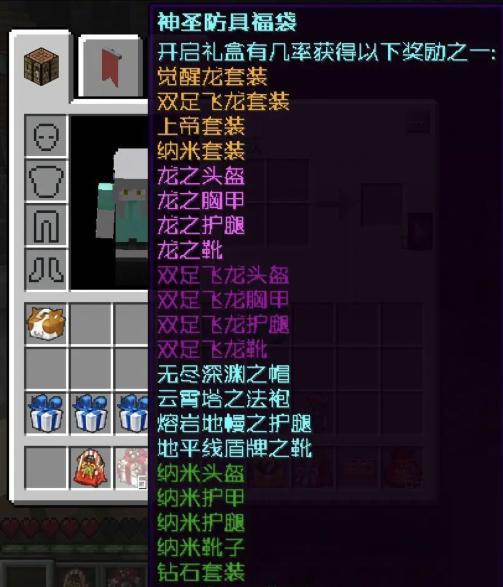 神圣防具福袋
开启礼盒有几率获得以下奖励之一:
觉醒龙套装
双足飞龙套装
上帝套装
纳米套装
龙之头盔
龙之胸甲
龙之护腿
龙之靴
双足飞龙头盔
双足飞龙胸甲
双足飞龙护腿
双足飞龙靴
无尽深渊之帽
云霄塔之法袍
熔岩地幔之护腿
地平线盾牌之靴
纳米头盔
纳米护甲
纳米护腿
纳米靴子
钻石套装